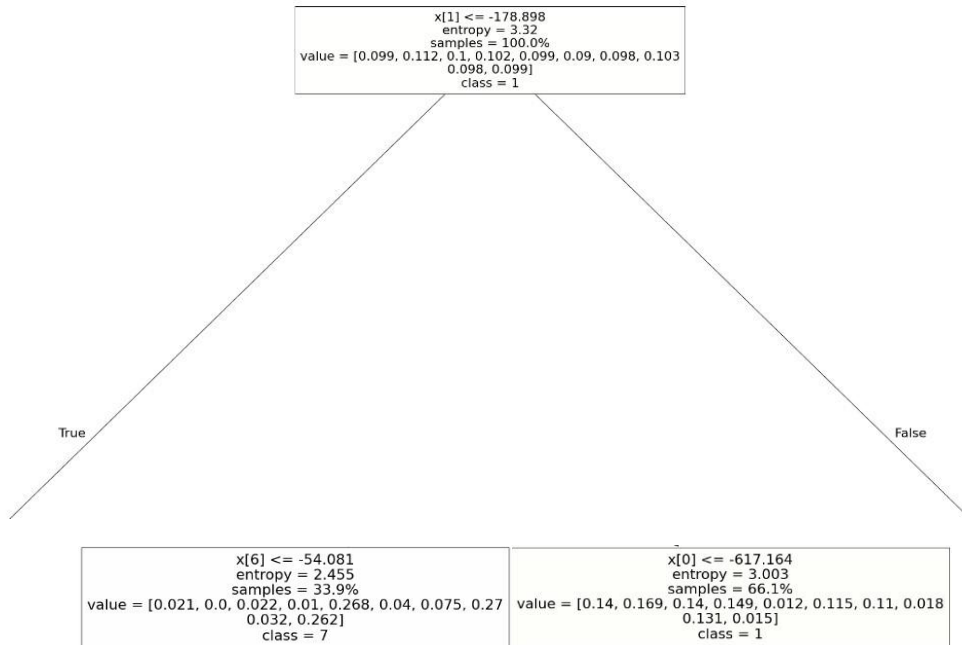 x[1] <= -178.898
entropy = 3.32
samples = 100.0%
value = [0.099, 0.112, 0.1, 0.102, 0.099, 0.09, 0.098, 0.103
0.098, 0.099]
class = 1
True
False
x[6] <= -54.081
entropy = 2.455
samples = 33.9%
value = [0.021, 0.0, 0.022, 0.01, 0.268, 0.04, 0.075, 0.27
0.032, 0.262]
class = 7
x[0] <= -617.164
entropy = 3.003
samples = 66.1%
value = [0.14, 0.169, 0.14, 0.149, 0.012, 0.115, 0.11, 0.018
0.131, 0.015]
class = 1